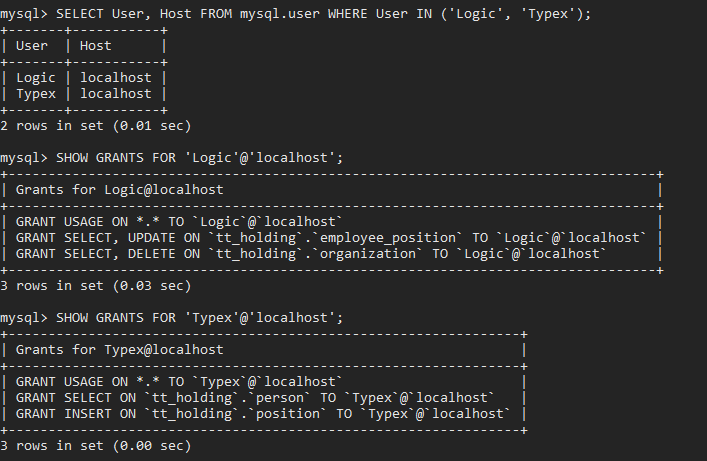 mysql> SELECT User, Host FROM mysql.user WHERE User IN ('Logic', 'Typex');
+-------+-----------+
| User  | Host      |
+-------+-----------+
| Logic | localhost |
| Typex | localhost |
+-------+-----------+
2 rows in set (0.01 sec)

mysql> SHOW GRANTS FOR 'Logic'@'localhost';
+----------------------------------------------------------------------------------+
| Grants for Logic@localhost                                                       |
+----------------------------------------------------------------------------------+
| GRANT USAGE ON *.* TO `Logic`@`localhost`                                        |
| GRANT SELECT, UPDATE ON `tt_holding`.`employee_position` TO `Logic`@`localhost` |
| GRANT SELECT, DELETE ON `tt_holding`.`organization` TO `Logic`@`localhost`      |
+----------------------------------------------------------------------------------+
3 rows in set (0.03 sec)

mysql> SHOW GRANTS FOR 'Typex'@'localhost';
+-----------------------------------------------------------------+
| Grants for Typex@localhost                                      |
+-----------------------------------------------------------------+
| GRANT USAGE ON *.* TO `Typex`@`localhost`                       |
| GRANT SELECT ON `tt_holding`.`person` TO `Typex`@`localhost`   |
| GRANT INSERT ON `tt_holding`.`position` TO `Typex`@`localhost` |
+-----------------------------------------------------------------+
3 rows in set (0.00 sec)